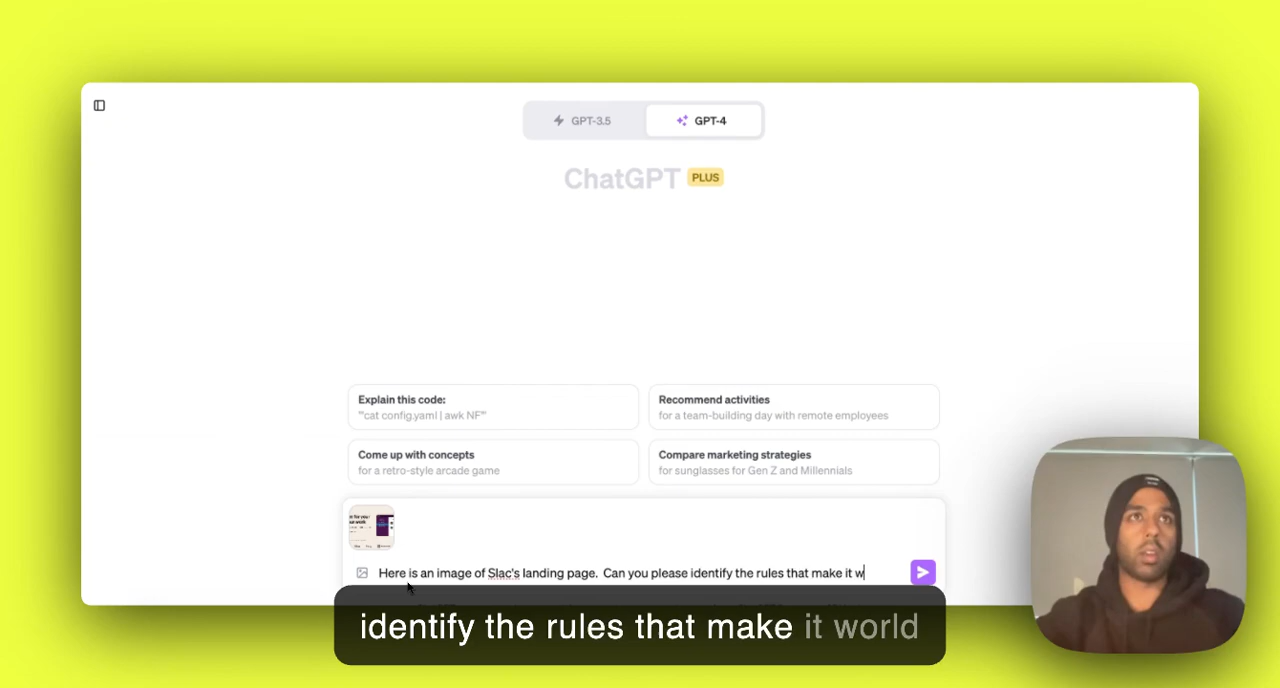 GPT-3.5
GPT-4
ChatGPT PLUS
Explain this code:
"'cat config.yaml | awk NF'"
Recommend activities
for a team-building day with remote employees
Come up with concepts
for a retro-style arcade game
Compare marketing strategies
for sunglasses for Gen Z and Millennials
Here is an image of Slac's landing page. Can you please identify the rules that make it w
identify the rules that make it world